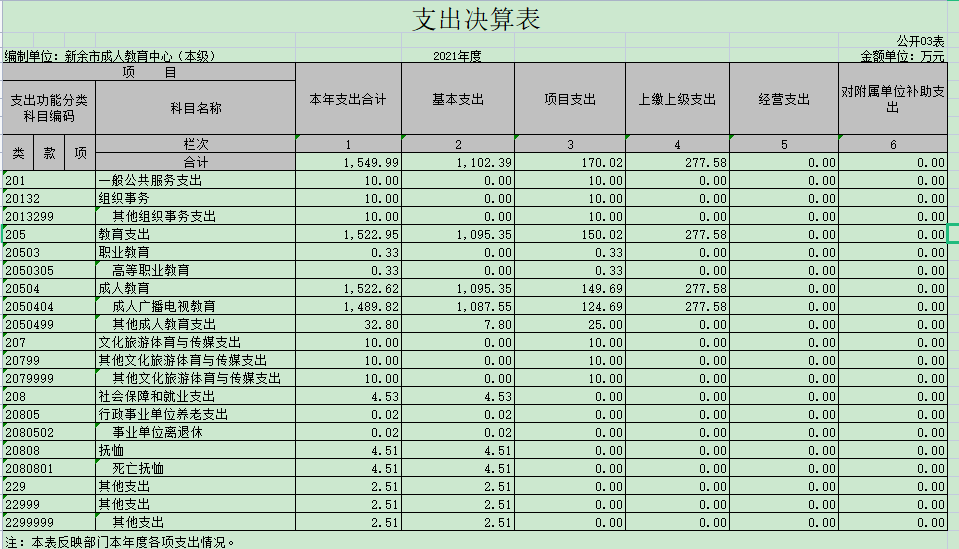 支出决算表
公开03表
编制单位：新余市成人教育中心（本级） 2021年度 金额单位：万元
项 目 本年支出合计 基本支出 项目支出 上缴上级支出 经营支出 对附属单位补助支出
支出功能分类科目编码 科目名称
类 款 项 栏次 1 2 3 4 5 6
合计 1,549.99 1,102.39 170.02 277.58 0.00 0.00
201 一般公共服务支出 10.00 0.00 10.00 0.00 0.00 0.00
20132 组织事务 10.00 0.00 10.00 0.00 0.00 0.00
2013299 其他组织事务支出 10.00 0.00 10.00 0.00 0.00 0.00
205 教育支出 1,522.95 1,095.35 150.02 277.58 0.00 0.00
20503 职业教育 0.33 0.00 0.33 0.00 0.00 0.00
2050305 高等职业教育 0.33 0.00 0.33 0.00 0.00 0.00
20504 成人教育 1,522.62 1,095.35 149.69 277.58 0.00 0.00
2050404 成人广播电视教育 1,489.82 1,087.55 124.69 277.58 0.00 0.00
2050499 其他成人教育支出 32.80 7.80 25.00 0.00 0.00 0.00
207 文化旅游体育与传媒支出 10.00 0.00 10.00 0.00 0.00 0.00
20799 其他文化旅游体育与传媒支出 10.00 0.00 10.00 0.00 0.00 0.00
2079999 其他文化旅游体育与传媒支出 10.00 0.00 10.00 0.00 0.00 0.00
208 社会保障和就业支出 4.53 4.53 0.00 0.00 0.00 0.00
20805 行政事业单位养老支出 0.02 0.02 0.00 0.00 0.00 0.00
2080502 事业单位离退休 0.02 0.02 0.00 0.00 0.00 0.00
20808 抚恤 4.51 4.51 0.00 0.00 0.00 0.00
2080801 死亡抚恤 4.51 4.51 0.00 0.00 0.00 0.00
229 其他支出 2.51 2.51 0.00 0.00 0.00 0.00
22999 其他支出 2.51 2.51 0.00 0.00 0.00 0.00
2299999 其他支出 2.51 2.51 0.00 0.00 0.00 0.00
注：本表反映部门本年度各项支出情况。